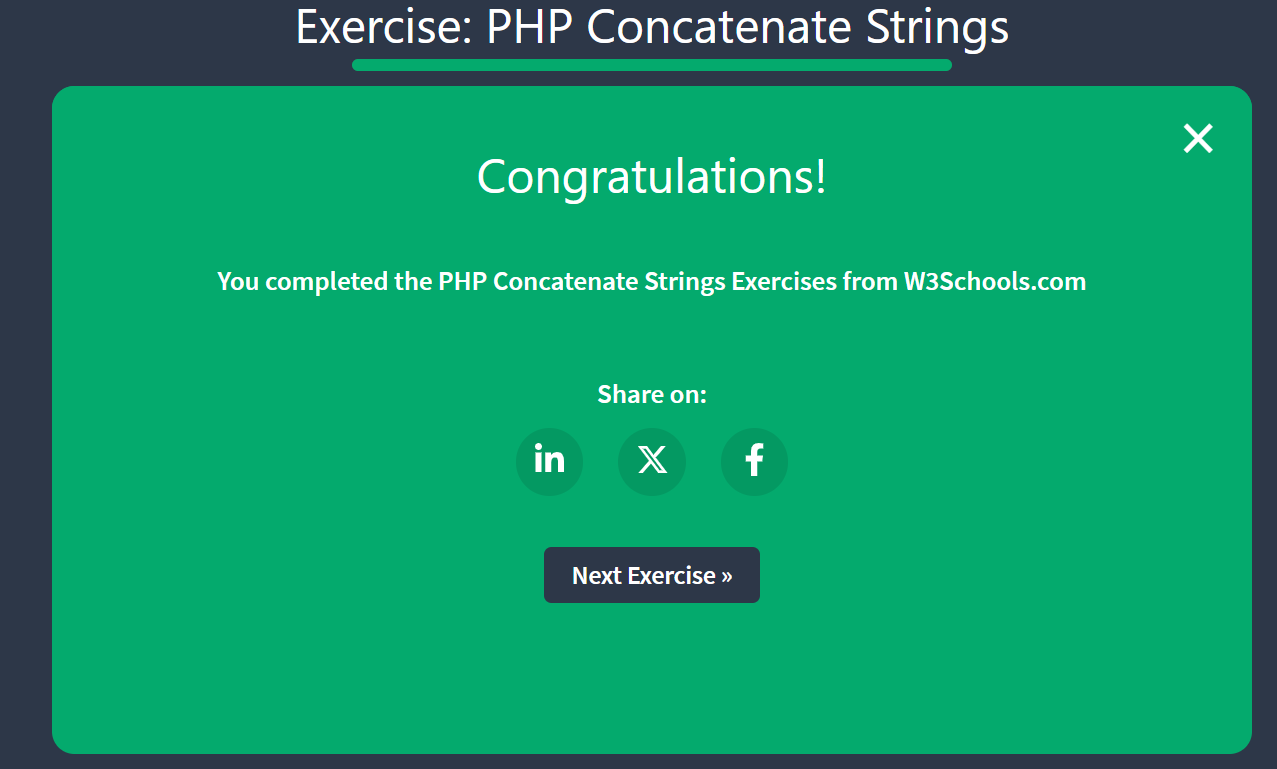 Exercise: PHP Concatenate Strings
Congratulations!
You completed the PHP Concatenate Strings Exercises from W3Schools.com
Share on:
Next Exercise »